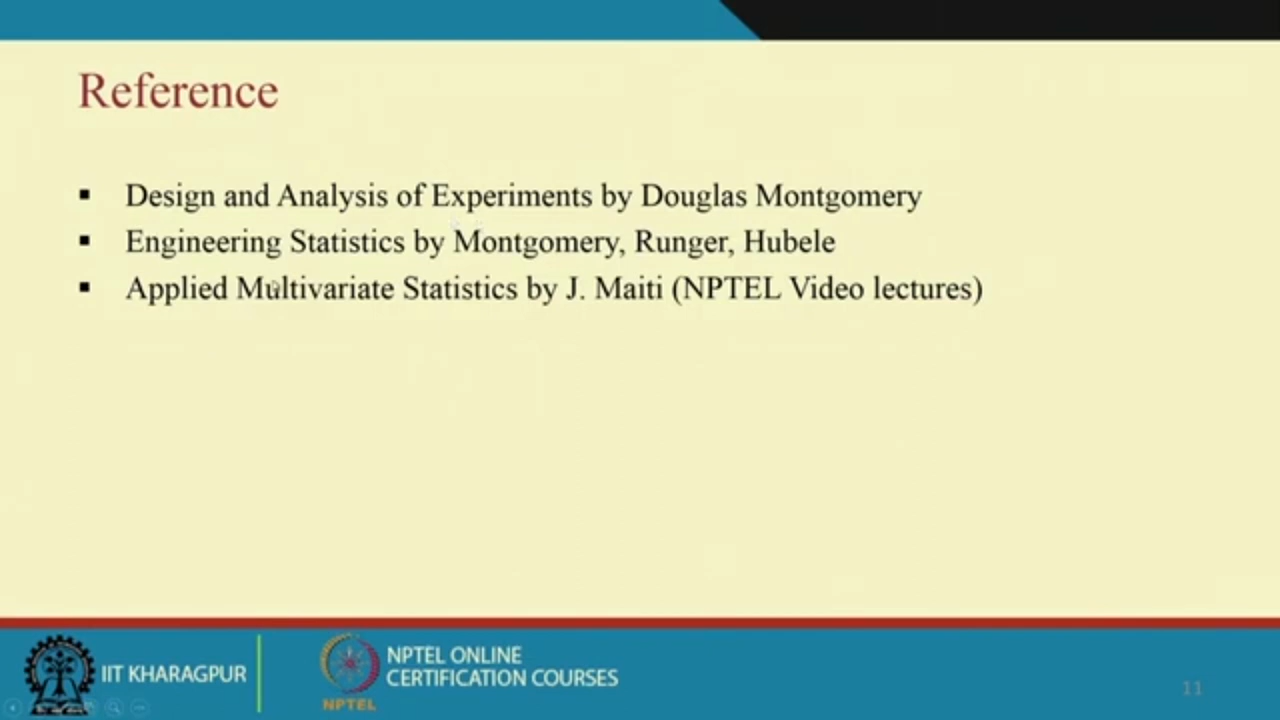 Reference
▪ Design and Analysis of Experiments by Douglas Montgomery
▪ Engineering Statistics by Montgomery, Runger, Hubele
▪ Applied Multivariate Statistics by J. Maiti (NPTEL Video lectures)
IIT KHARAGPUR
NPTEL
NPTEL ONLINE
CERTIFICATION COURSES
11